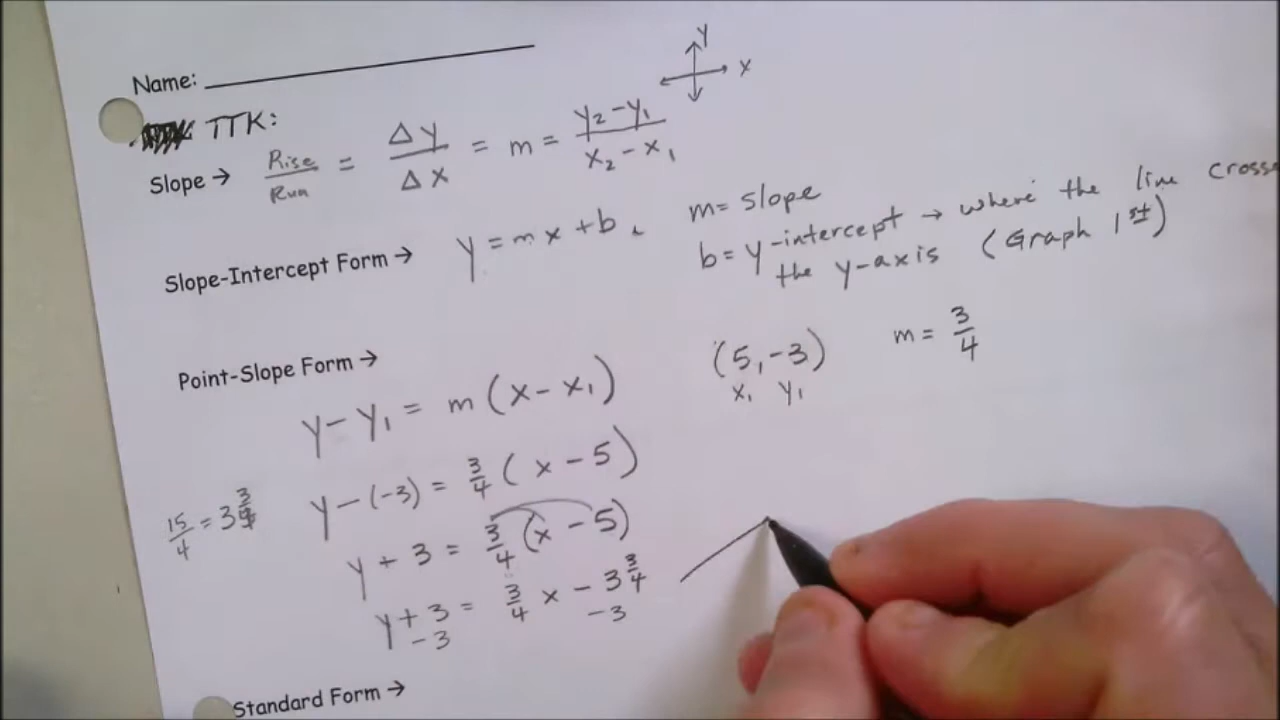 Name:
Y
X
TTK:
Slope → Rise/Run = Δy/Δx = m = y₂ - y₁/x₂ - x₁
m = slope
Slope-Intercept Form → y = mx + b
b = y-intercept → where the line crosse
the y-axis (Graph 1st)
Point-Slope Form →
(5, -3) m = 3/4
x₁ y₁
y - y₁ = m(x - x₁)
y - (-3) = 3/4 (x - 5)
15/4 = 3 3/4
y + 3 = 3/4 (x - 5)
y + 3 = 3/4 x - 3 3/4
-3 -3
Standard Form →